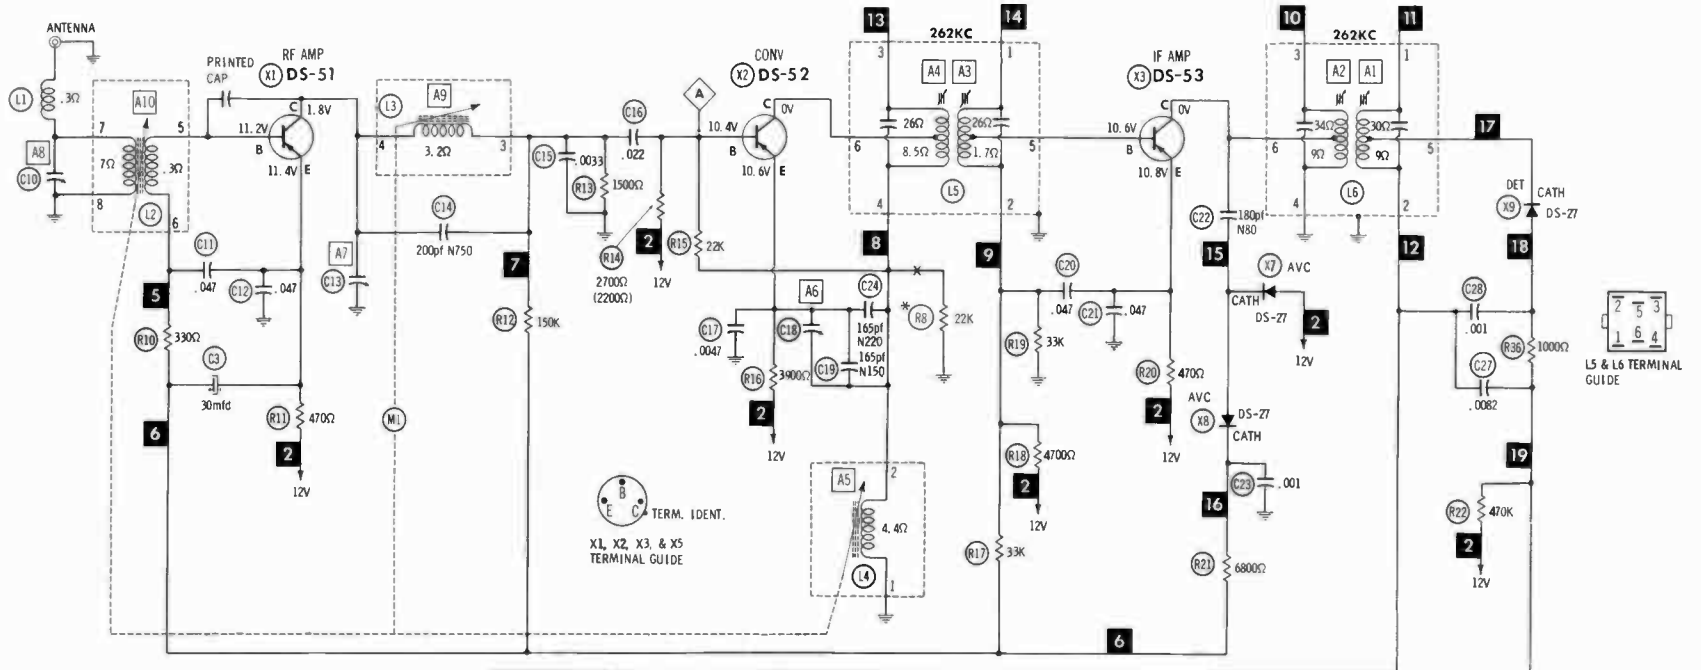 ANTENNA
L1
.3Ω
A8
C10
PRINTED
CAP
RF AMP
X1 DS-51
A10
7
5
7Ω
.3Ω
8
L2
6
C
1.8V
11.2V
B
11.4V
E
5
C11
.047
C12
.047
R10
330Ω
C3
30mfd
6
R11
470Ω
2
12V
L3
A9
4
3.2Ω
3
C14
200pf N750
A7
C13
M1
7
R12
150K
C15
.0033
R13
1500Ω
C16
.022
R14
2700Ω
(2200Ω)
2
12V
A
R15
22K
CONV
X2 DS-52
C
0V
10.4V
B
10.6V
E
C17
.0047
A6
C18
C24
165pf
N220
C19
165pf
N150
R16
3900Ω
2
12V
X
*
R8
22K
B
E
C
TERM. IDENT.
X1, X2, X3, & X5
TERMINAL GUIDE
A5
2
4.4Ω
L4
1
13
14
262KC
3
1
A4
A3
26Ω
26Ω
6
8.5Ω
1.7Ω
5
4
L5
2
8
9
C20
.047
C21
.047
R19
33K
R18
4700Ω
2
12V
R17
33K
IF AMP
X3 DS-53
C
0V
10.6V
B
10.8V
E
R20
470Ω
2
12V
C22
180pf
N80
15
X7 AVC
CATH
DS-27
2
12V
AVC
X8
DS-27
CATH
C23
.001
16
R21
6800Ω
6
10
11
262KC
3
1
A2
A1
34Ω
30Ω
6
9Ω
9Ω
5
4
L6
2
12
17
DET
CATH
X9
DS-27
18
C28
.001
C27
.0082
R36
1000Ω
19
R22
470K
2
12V
2 5 3
1 6 4
L5 & L6 TERMINAL
GUIDE